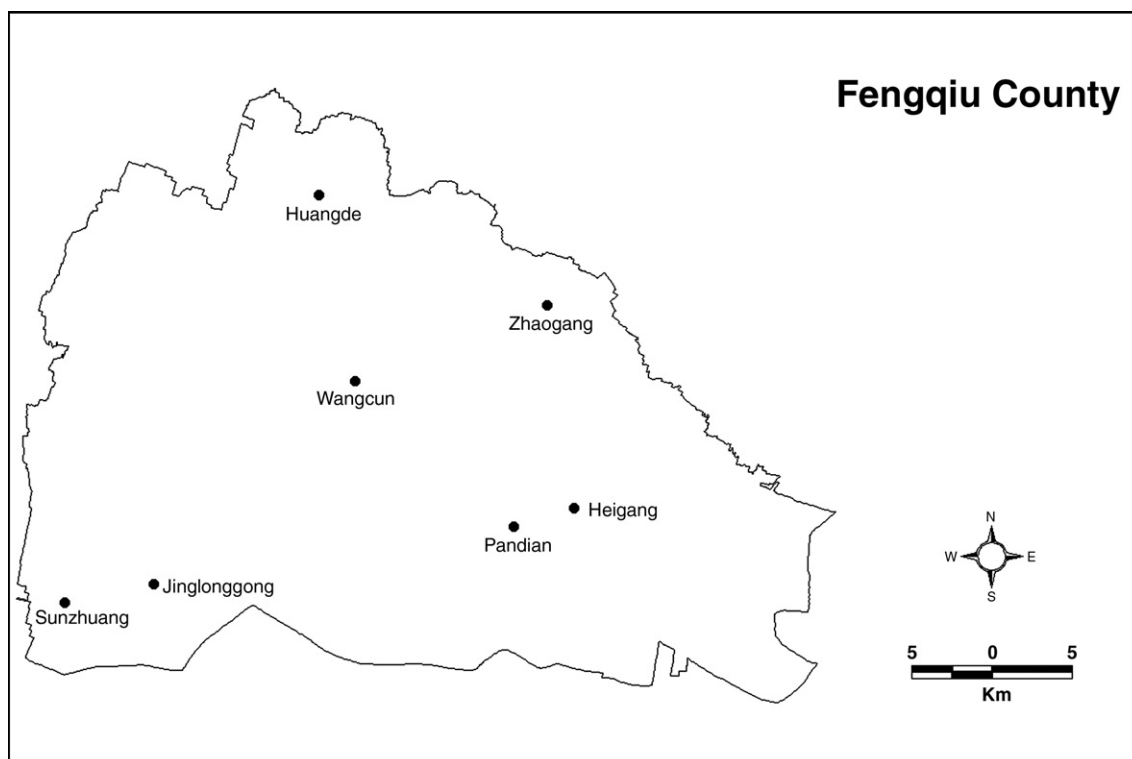 Fengqiu County
Huangde
Zhaogang
Wangcun
Heigang
Pandian
Jinglonggong
Sunzhuang
N
W E
S
5 0 5
Km